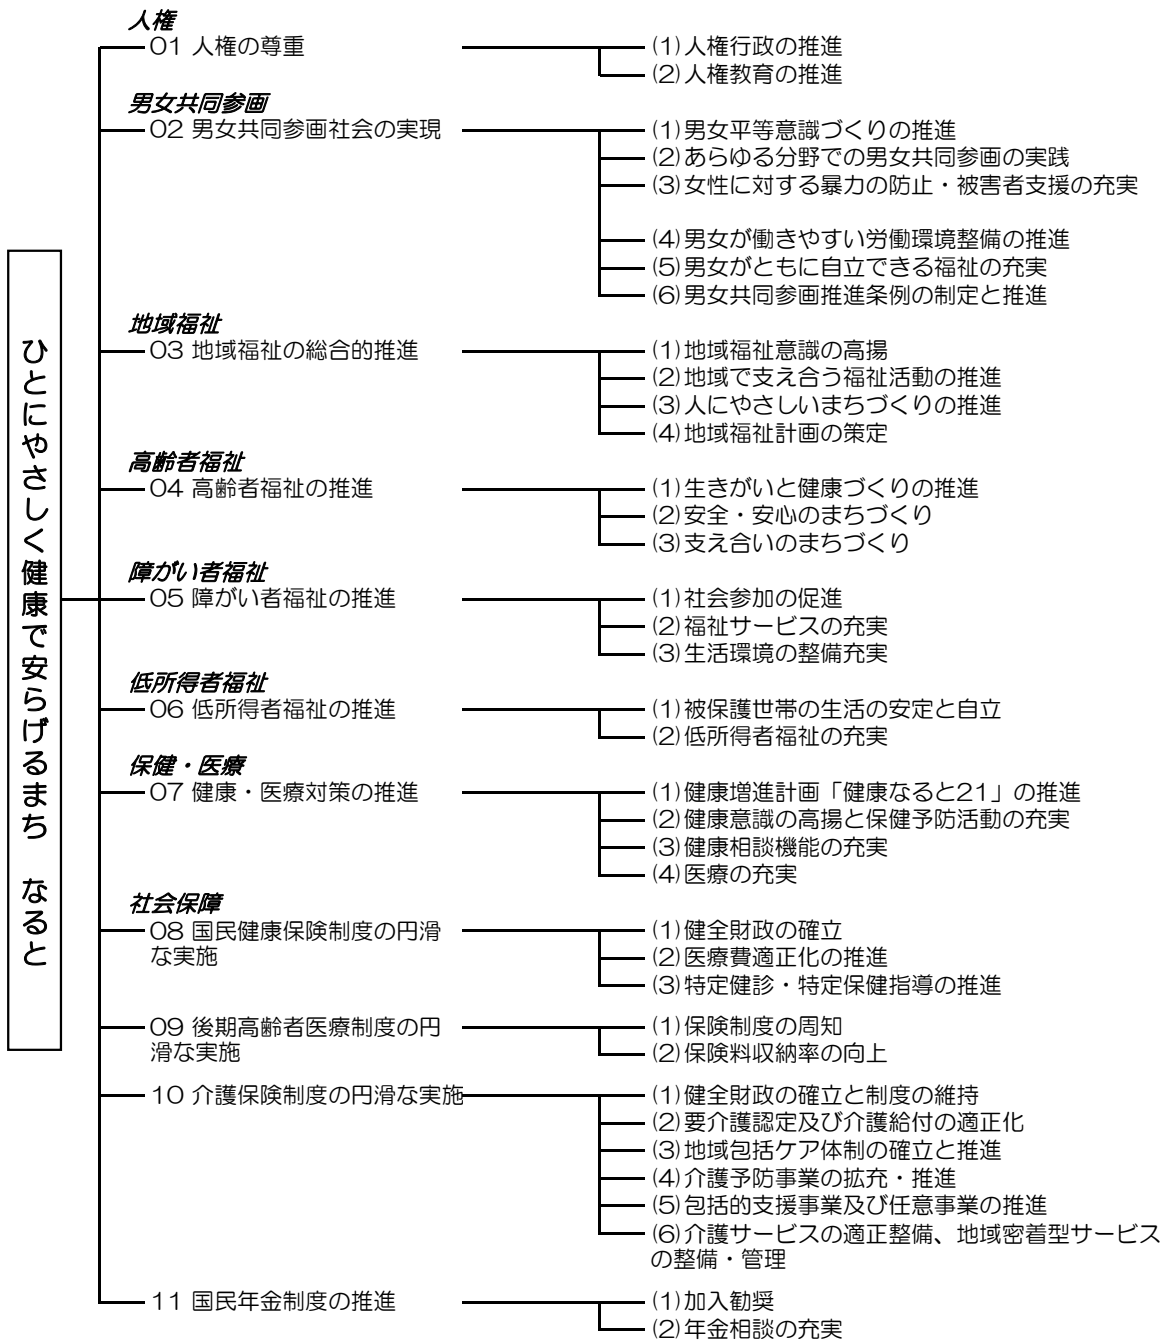 ひとにやさしく健康で安らげるまち　なると
人権
01 人権の尊重
(1)人権行政の推進
(2)人権教育の推進
男女共同参画
02 男女共同参画社会の実現
(1)男女平等意識づくりの推進
(2)あらゆる分野での男女共同参画の実践
(3)女性に対する暴力の防止・被害者支援の充実
(4)男女が働きやすい労働環境整備の推進
(5)男女がともに自立できる福祉の充実
(6)男女共同参画推進条例の制定と推進
地域福祉
03 地域福祉の総合的推進
(1)地域福祉意識の高揚
(2)地域で支え合う福祉活動の推進
(3)人にやさしいまちづくりの推進
(4)地域福祉計画の策定
高齢者福祉
04 高齢者福祉の推進
(1)生きがいと健康づくりの推進
(2)安全・安心のまちづくり
(3)支え合いのまちづくり
障がい者福祉
05 障がい者福祉の推進
(1)社会参加の促進
(2)福祉サービスの充実
(3)生活環境の整備充実
低所得者福祉
06 低所得者福祉の推進
(1)被保護世帯の生活の安定と自立
(2)低所得者福祉の充実
保健・医療
07 健康・医療対策の推進
(1)健康増進計画「健康なると21」の推進
(2)健康意識の高揚と保健予防活動の充実
(3)健康相談機能の充実
(4)医療の充実
社会保障
08 国民健康保険制度の円滑
な実施
(1)健全財政の確立
(2)医療費適正化の推進
(3)特定健診・特定保健指導の推進
09 後期高齢者医療制度の円
滑な実施
(1)保険制度の周知
(2)保険料収納率の向上
10 介護保険制度の円滑な実施
(1)健全財政の確立と制度の維持
(2)要介護認定及び介護給付の適正化
(3)地域包括ケア体制の確立と推進
(4)介護予防事業の拡充・推進
(5)包括的支援事業及び任意事業の推進
(6)介護サービスの適正整備、地域密着型サービス
の整備・管理
11 国民年金制度の推進
(1)加入勧奨
(2)年金相談の充実